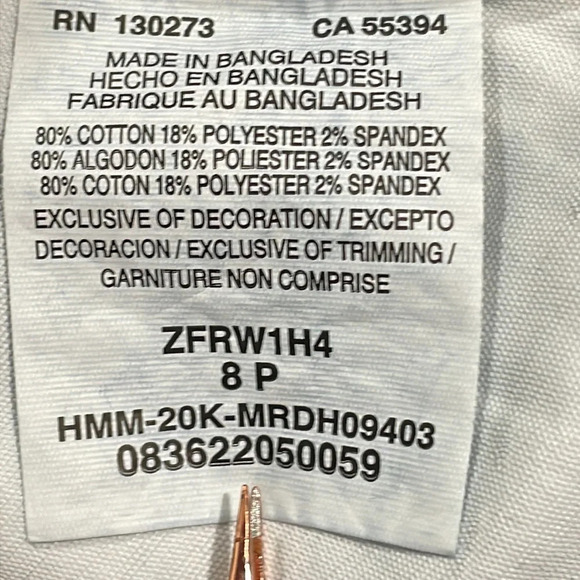 RN 130273 CA 55394
MADE IN BANGLADESH
HECHO EN BANGLADESH
FABRIQUE AU BANGLADESH
80% COTTON 18% POLYESTER 2% SPANDEX
80% ALGODON 18% POLIESTER 2% SPANDEX
80% COTON 18% POLYESTER 2% SPANDEX
EXCLUSIVE OF DECORATION / EXCEPTO
DECORACION / EXCLUSIVE OF TRIMMING /
GARNITURE NON COMPRISE
ZFRW1H4
8 P
HMM-20K-MRDH09403
083622050059